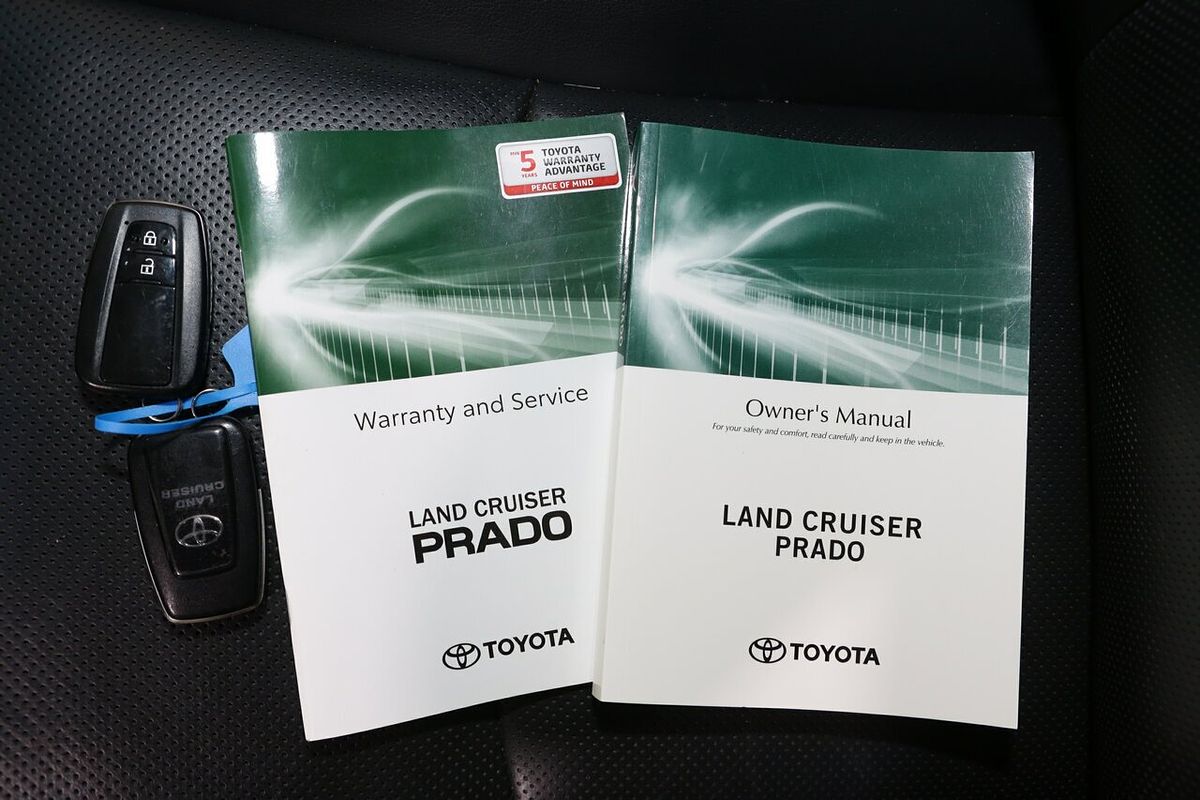 PLUS
5
YEARS
TOYOTA
WARRANTY
ADVANTAGE
PEACE OF MIND
Warranty and Service
LAND CRUISER
PRADO
TOYOTA
Owner's Manual
For your safety and comfort, read carefully and keep in the vehicle.
LAND CRUISER
PRADO
TOYOTA
LAND
CRUISER